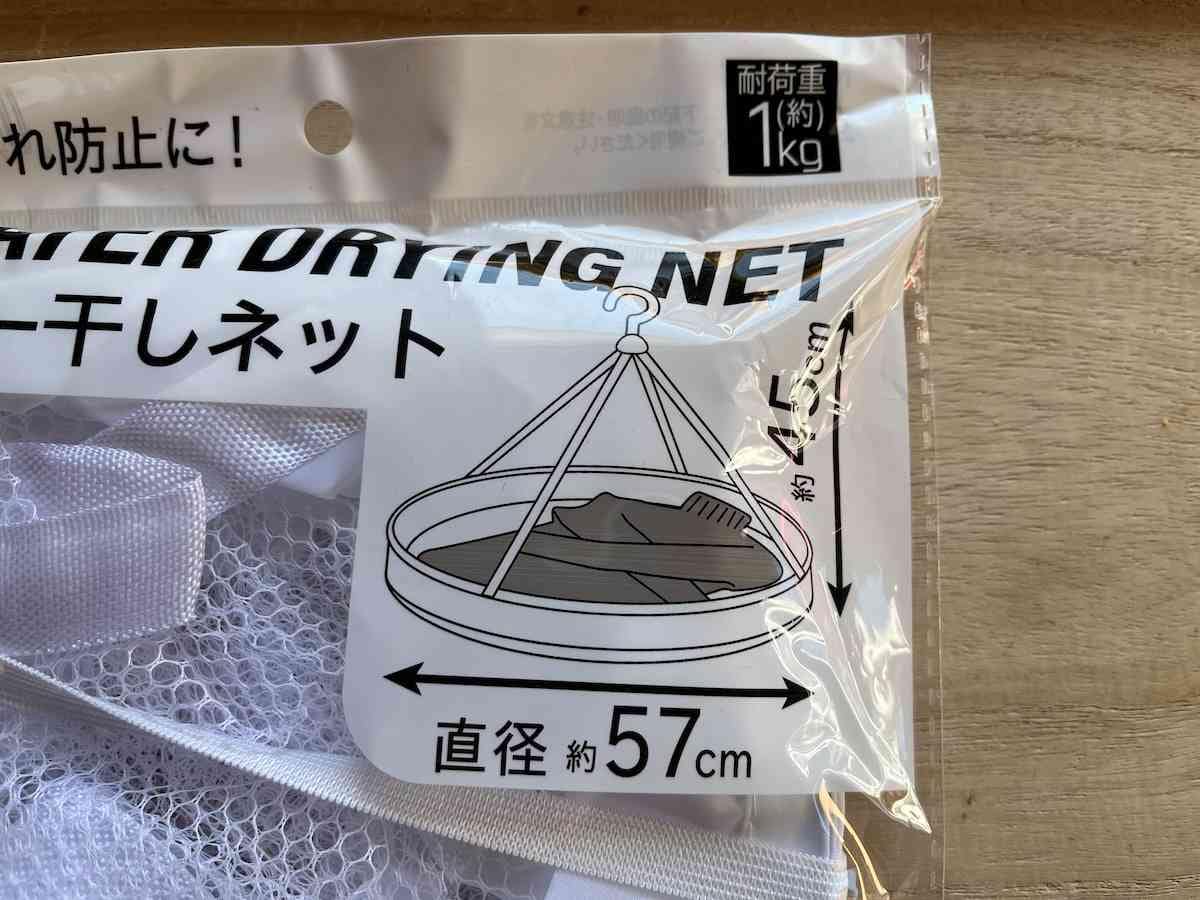 れ防止に!
耐荷重
(約)
1kg
ATER DRYING NET
ー干しネット
約45cm
直径 約57cm